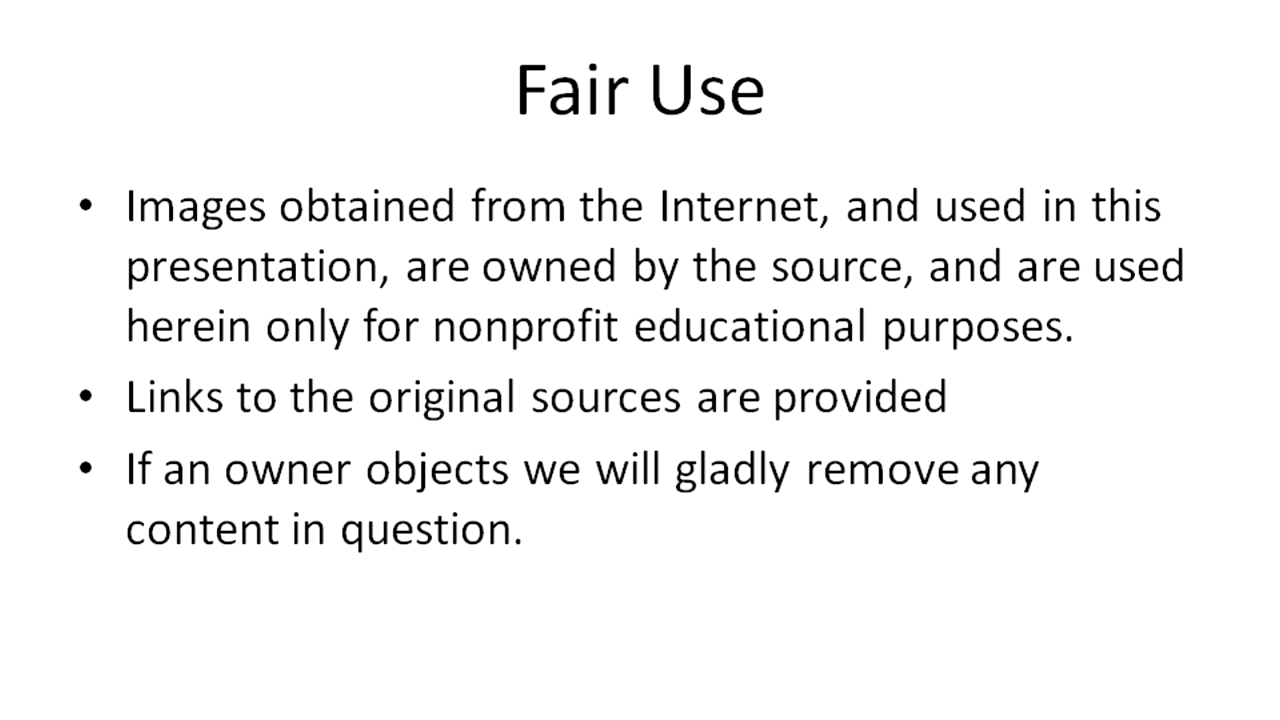 Fair Use
• Images obtained from the Internet, and used in this
presentation, are owned by the source, and are used
herein only for nonprofit educational purposes.
• Links to the original sources are provided
• If an owner objects we will gladly remove any
content in question.